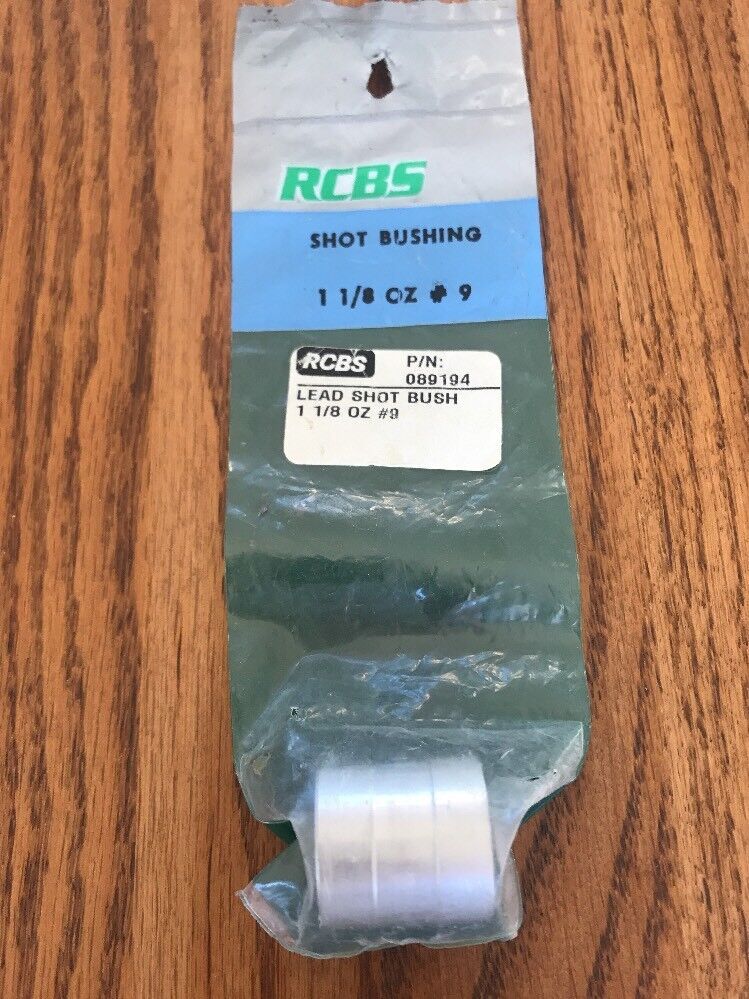 RCBS
SHOT BUSHING
1 1/8 OZ # 9
RCBS P/N:
089194
LEAD SHOT BUSH
1 1/8 OZ #9